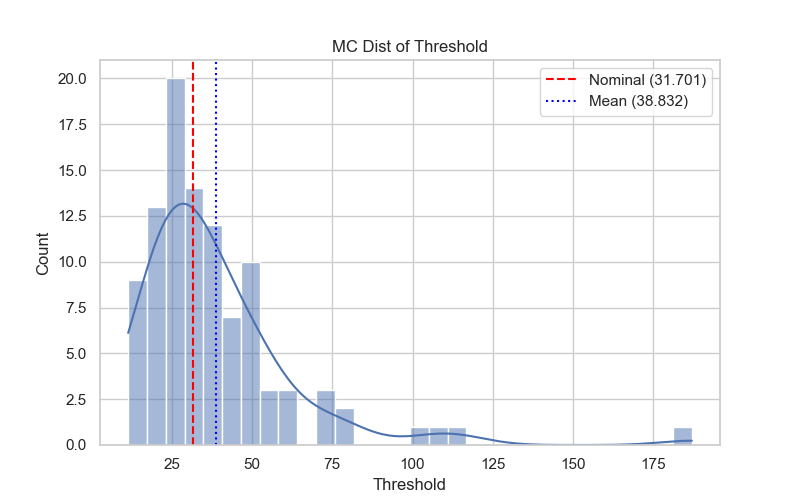 MC Dist of Threshold
Nominal (31.701)
Mean (38.832)
Count
20.0
17.5
15.0
12.5
10.0
7.5
5.0
2.5
0.0
25 50 75 100 125 150 175
Threshold